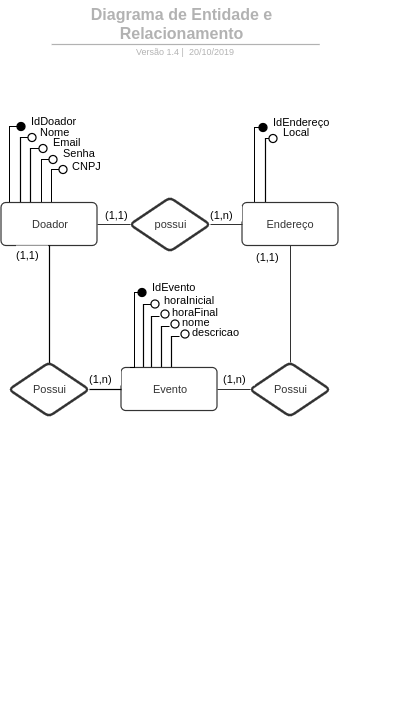 Diagrama de Entidade e
Relacionamento
Versão 1.4 | 20/10/2019
IdDoador
Nome
Email
Senha
CNPJ
IdEndereço
Local
Doador
(1,1)
possui
(1,n)
Endereço
(1,1)
(1,1)
IdEvento
horaInicial
horaFinal
nome
descricao
Possui
(1,n)
Evento
(1,n)
Possui